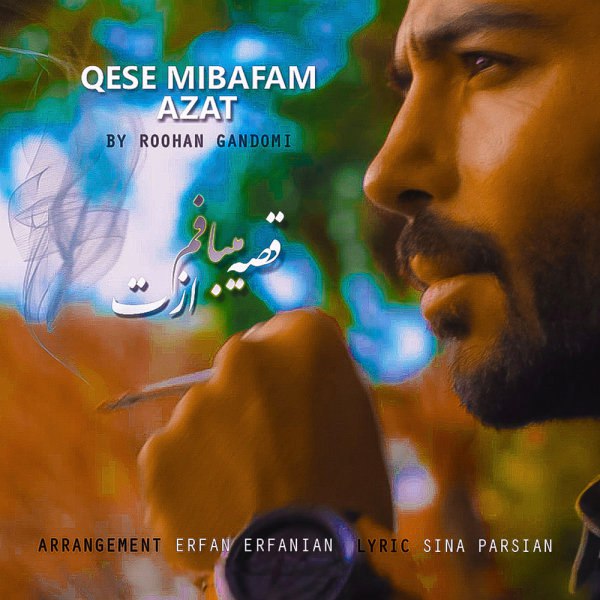 QESE MIBAFAM
AZAT
BY ROOHAN GANDOMI
قصه میبافم
ازت
ARRANGEMENT ERFAN ERFANIAN LYRIC SINA PARSIAN